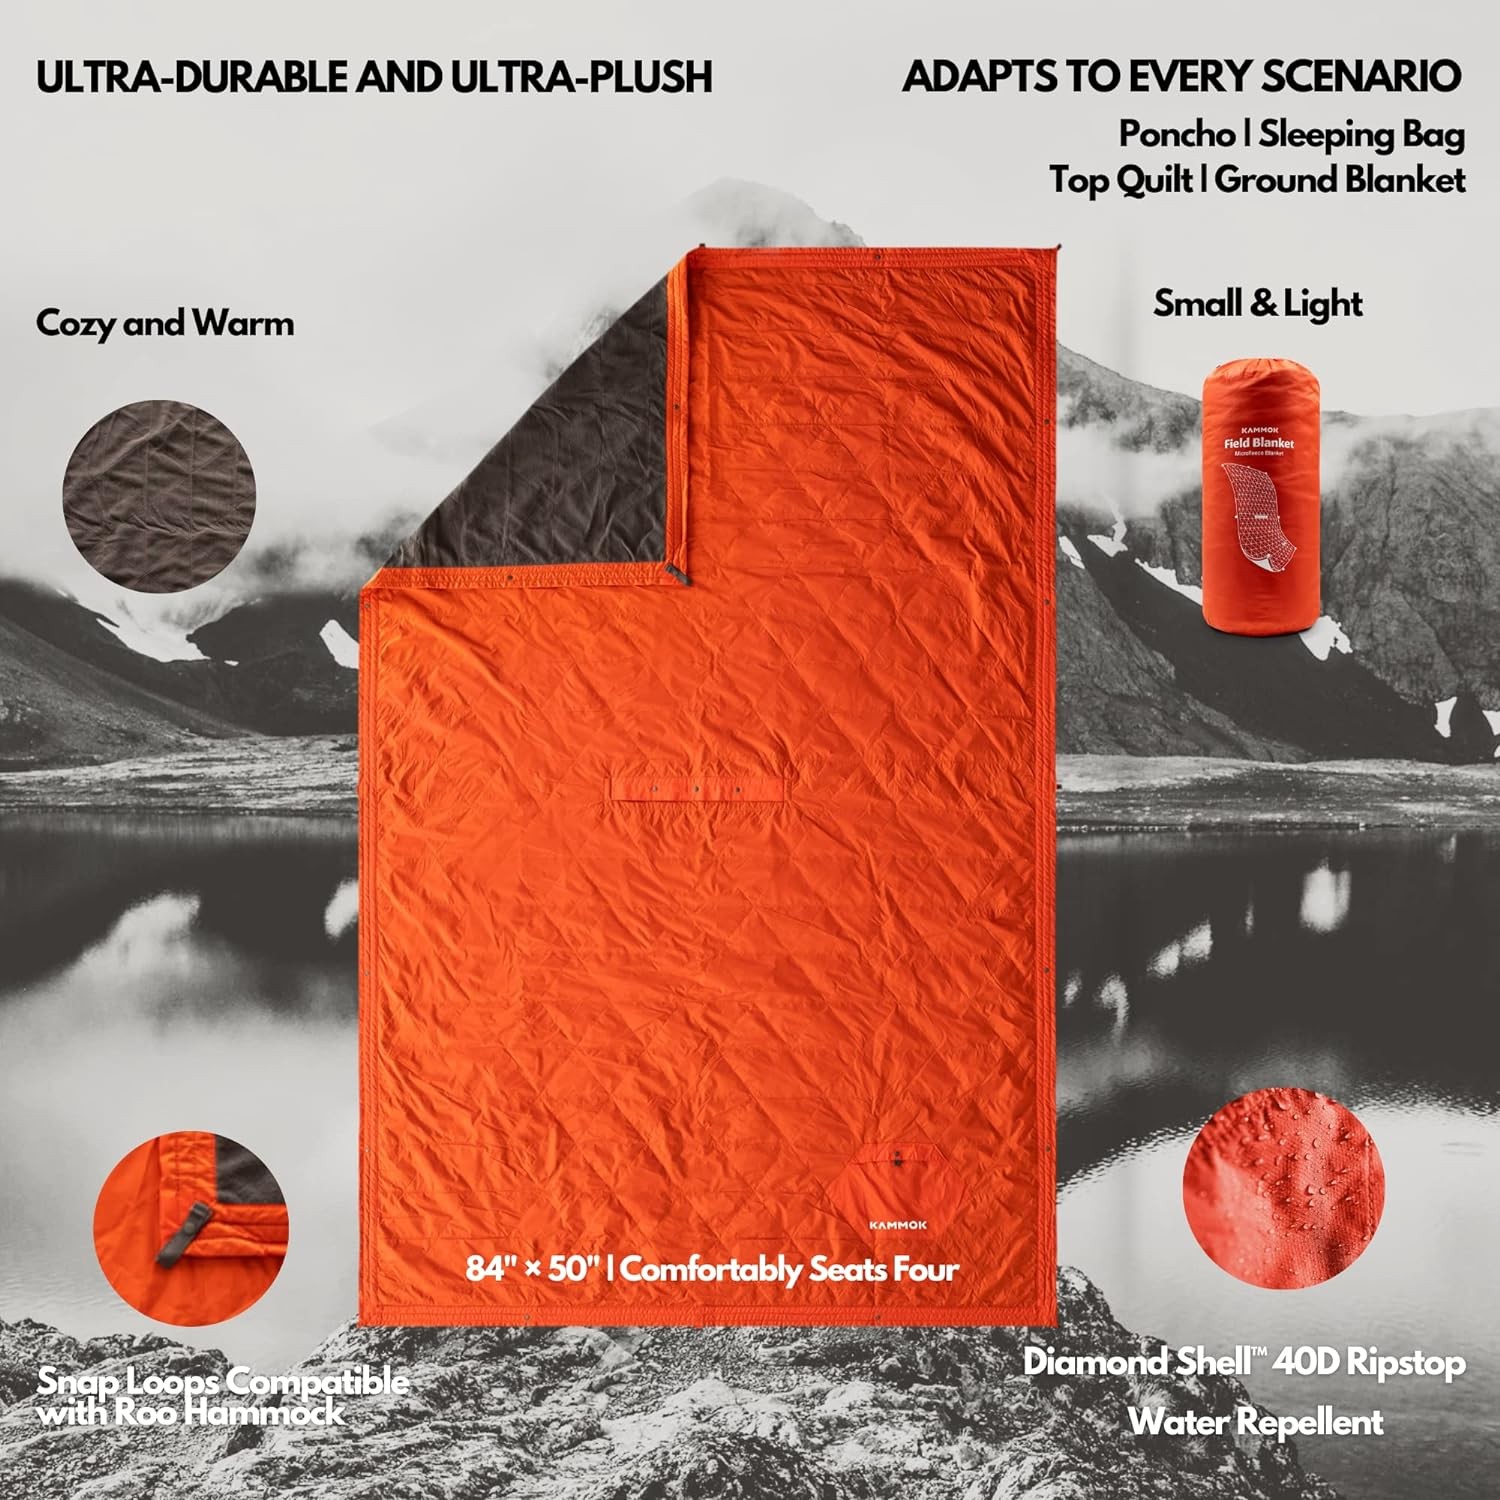 ULTRA-DURABLE AND ULTRA-PLUSH
ADAPTS TO EVERY SCENARIO
Poncho | Sleeping Bag
Top Quilt | Ground Blanket
Cozy and Warm
Small & Light
KAMMOK
Field Blanket
Microfleece Blanket
KAMMOK
84" × 50" | Comfortably Seats Four
Snap Loops Compatible
with Roo Hammock
Diamond Shell™ 40D Ripstop
Water Repellent